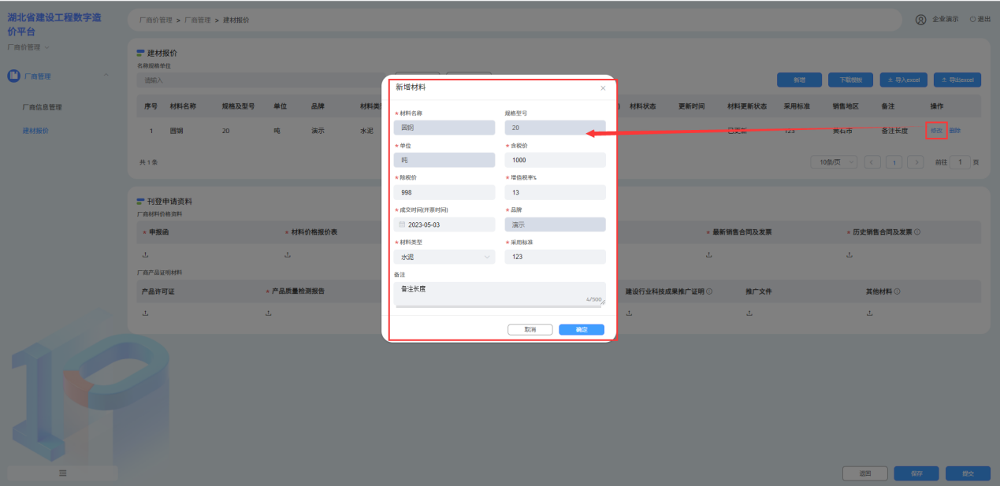 湖北省建设工程数字造
价平台
厂商价管理
厂商管理
厂商信息管理
建材报价
厂商价管理 > 厂商管理 > 建材报价
企业演示 退出
建材报价
名称规格单位
请输入
新增 下载模板 导入excel 导出excel
序号 材料名称 规格及型号 单位 品牌 材料类 材料状态 更新时间 材料更新状态 采用标准 销售地区 备注 操作
1 圆钢 20 吨 演示 水泥 已更新 123 黄石市 备注长度 修改 删除
共 1 条
10条/页 1 前往 1 页
刊登申请资料
厂商材料价格资料
* 申报函 * 材料价格报价表 * 最新销售合同及发票 * 历史销售合同及发票
厂商产品证明材料
产品许可证 * 产品质量检测报告 建设行业科技成果推广证明 推广文件 其他材料
新增材料
* 材料名称 规格型号
圆钢 20
* 单位 * 含税价
吨 1000
* 除税价 * 增值税率%
998 13
* 成交时间(开票时间) * 品牌
2023-05-03 演示
* 材料类型 * 采用标准
水泥 123
备注
备注长度
4/500
取消 确定
返回 保存 提交